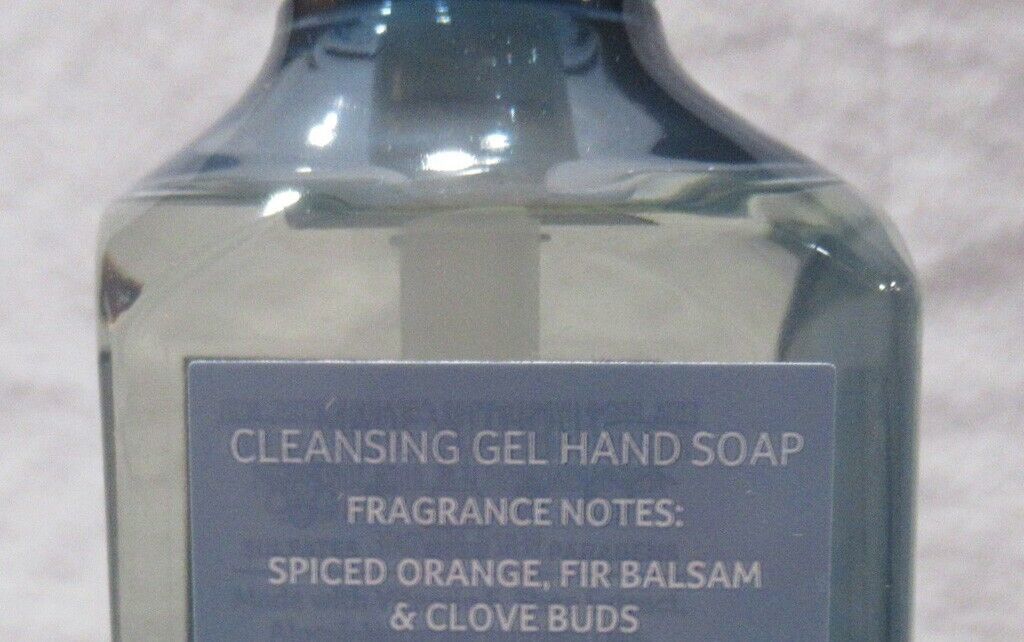 CLEANSING GEL HAND SOAP
FRAGRANCE NOTES:
SPICED ORANGE, FIR BALSAM
& CLOVE BUDS